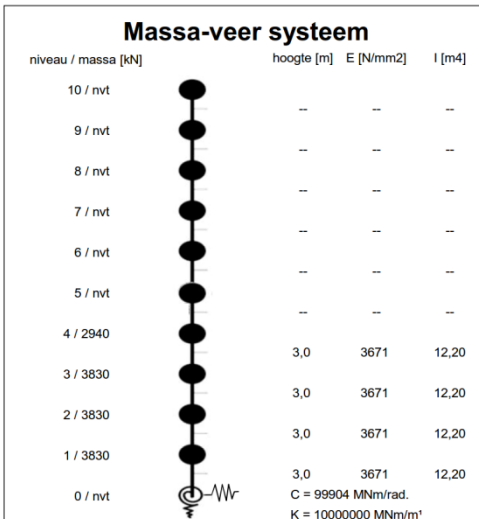 Massa-veer systeem
niveau / massa [kN] hoogte [m] E [N/mm2] I [m4]
10 / nvt
--  --  --
9 / nvt
--  --  --
8 / nvt
--  --  --
7 / nvt
--  --  --
6 / nvt
--  --  --
5 / nvt
--  --  --
4 / 2940
3,0 3671 12,20
3 / 3830
3,0 3671 12,20
2 / 3830
3,0 3671 12,20
1 / 3830
3,0 3671 12,20
0 / nvt C = 99904 MNm/rad.
K = 10000000 MNm/m¹